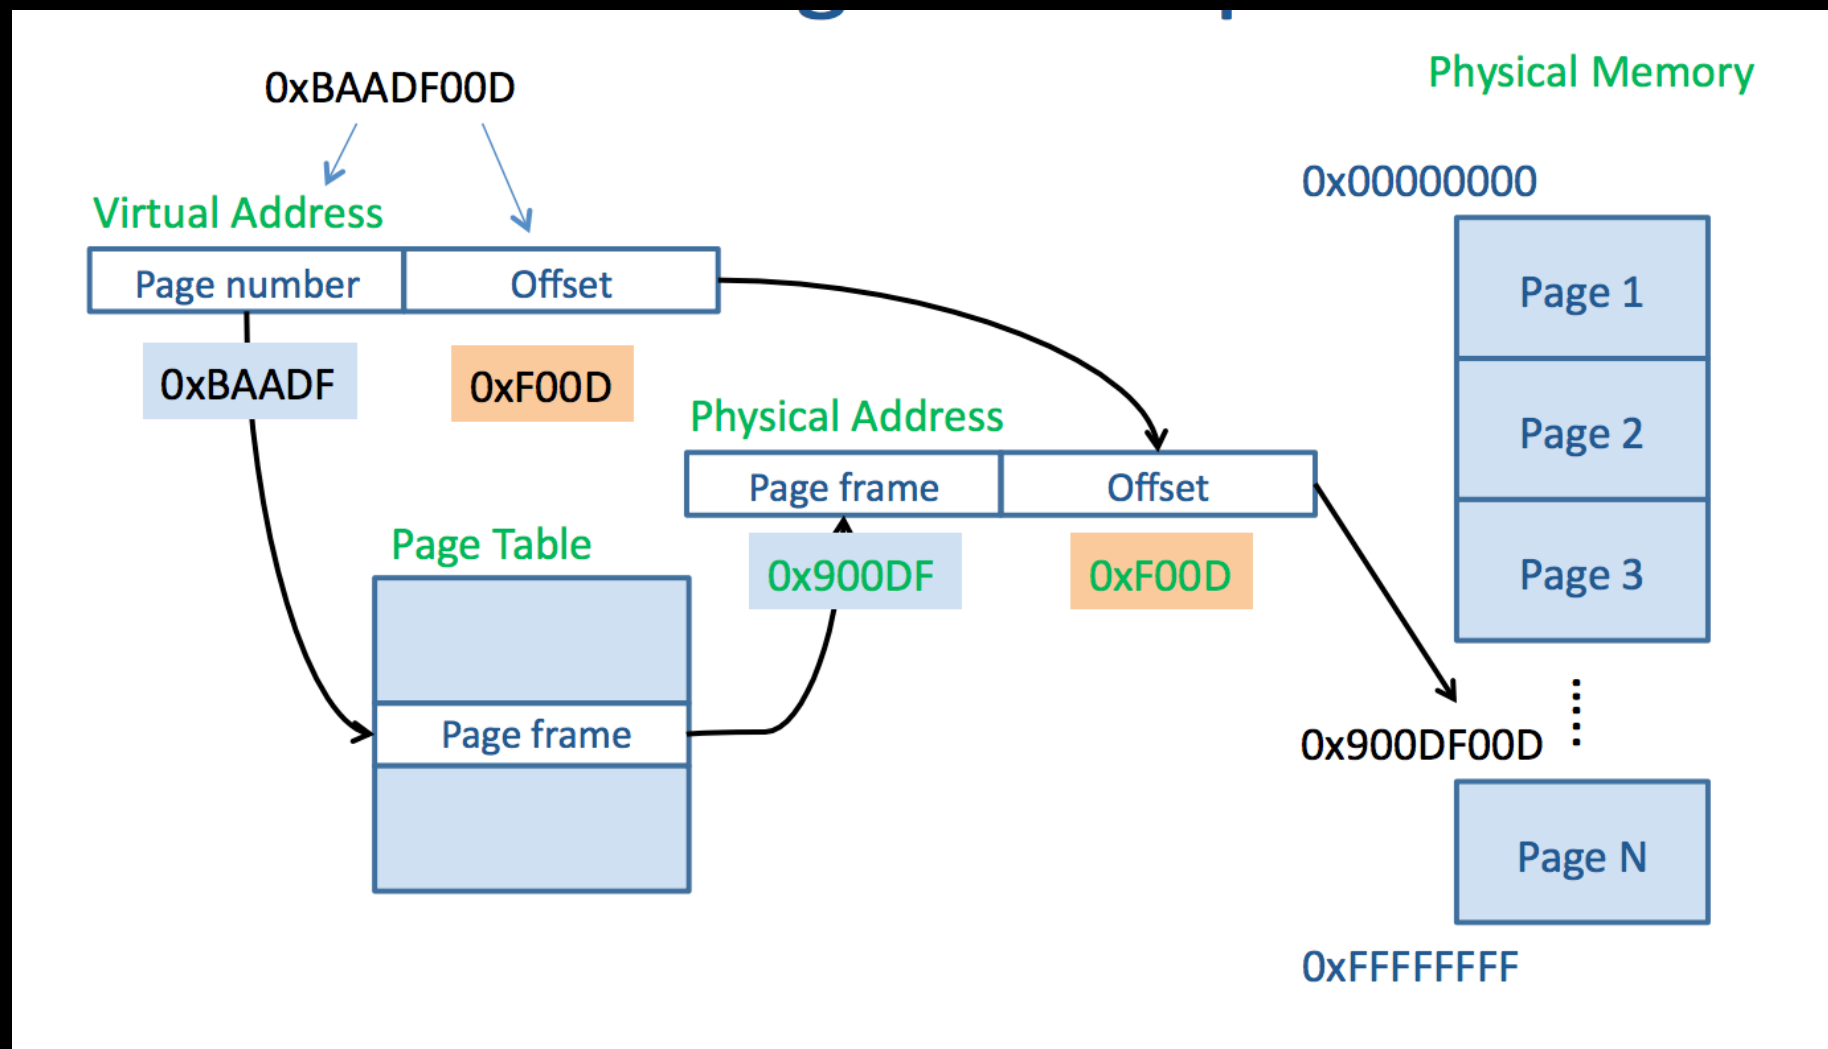 0xBAADF00D
Virtual Address
Page number
Offset
0xBAADF
0xF00D
Physical Address
Page frame
Offset
0x900DF
0xF00D
Page Table
Page frame
Physical Memory
0x00000000
Page 1
Page 2
Page 3
0x900DF00D
Page N
0xFFFFFFFF